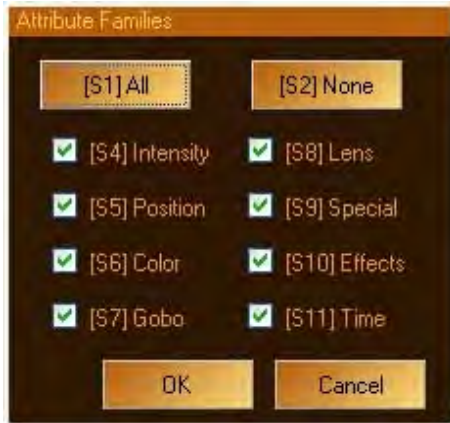 Attribute Families
[S1] All [S2] None
[S4] Intensity [S8] Lens
[S5] Position [S9] Special
[S6] Color [S10] Effects
[S7] Gobo [S11] Time
OK Cancel